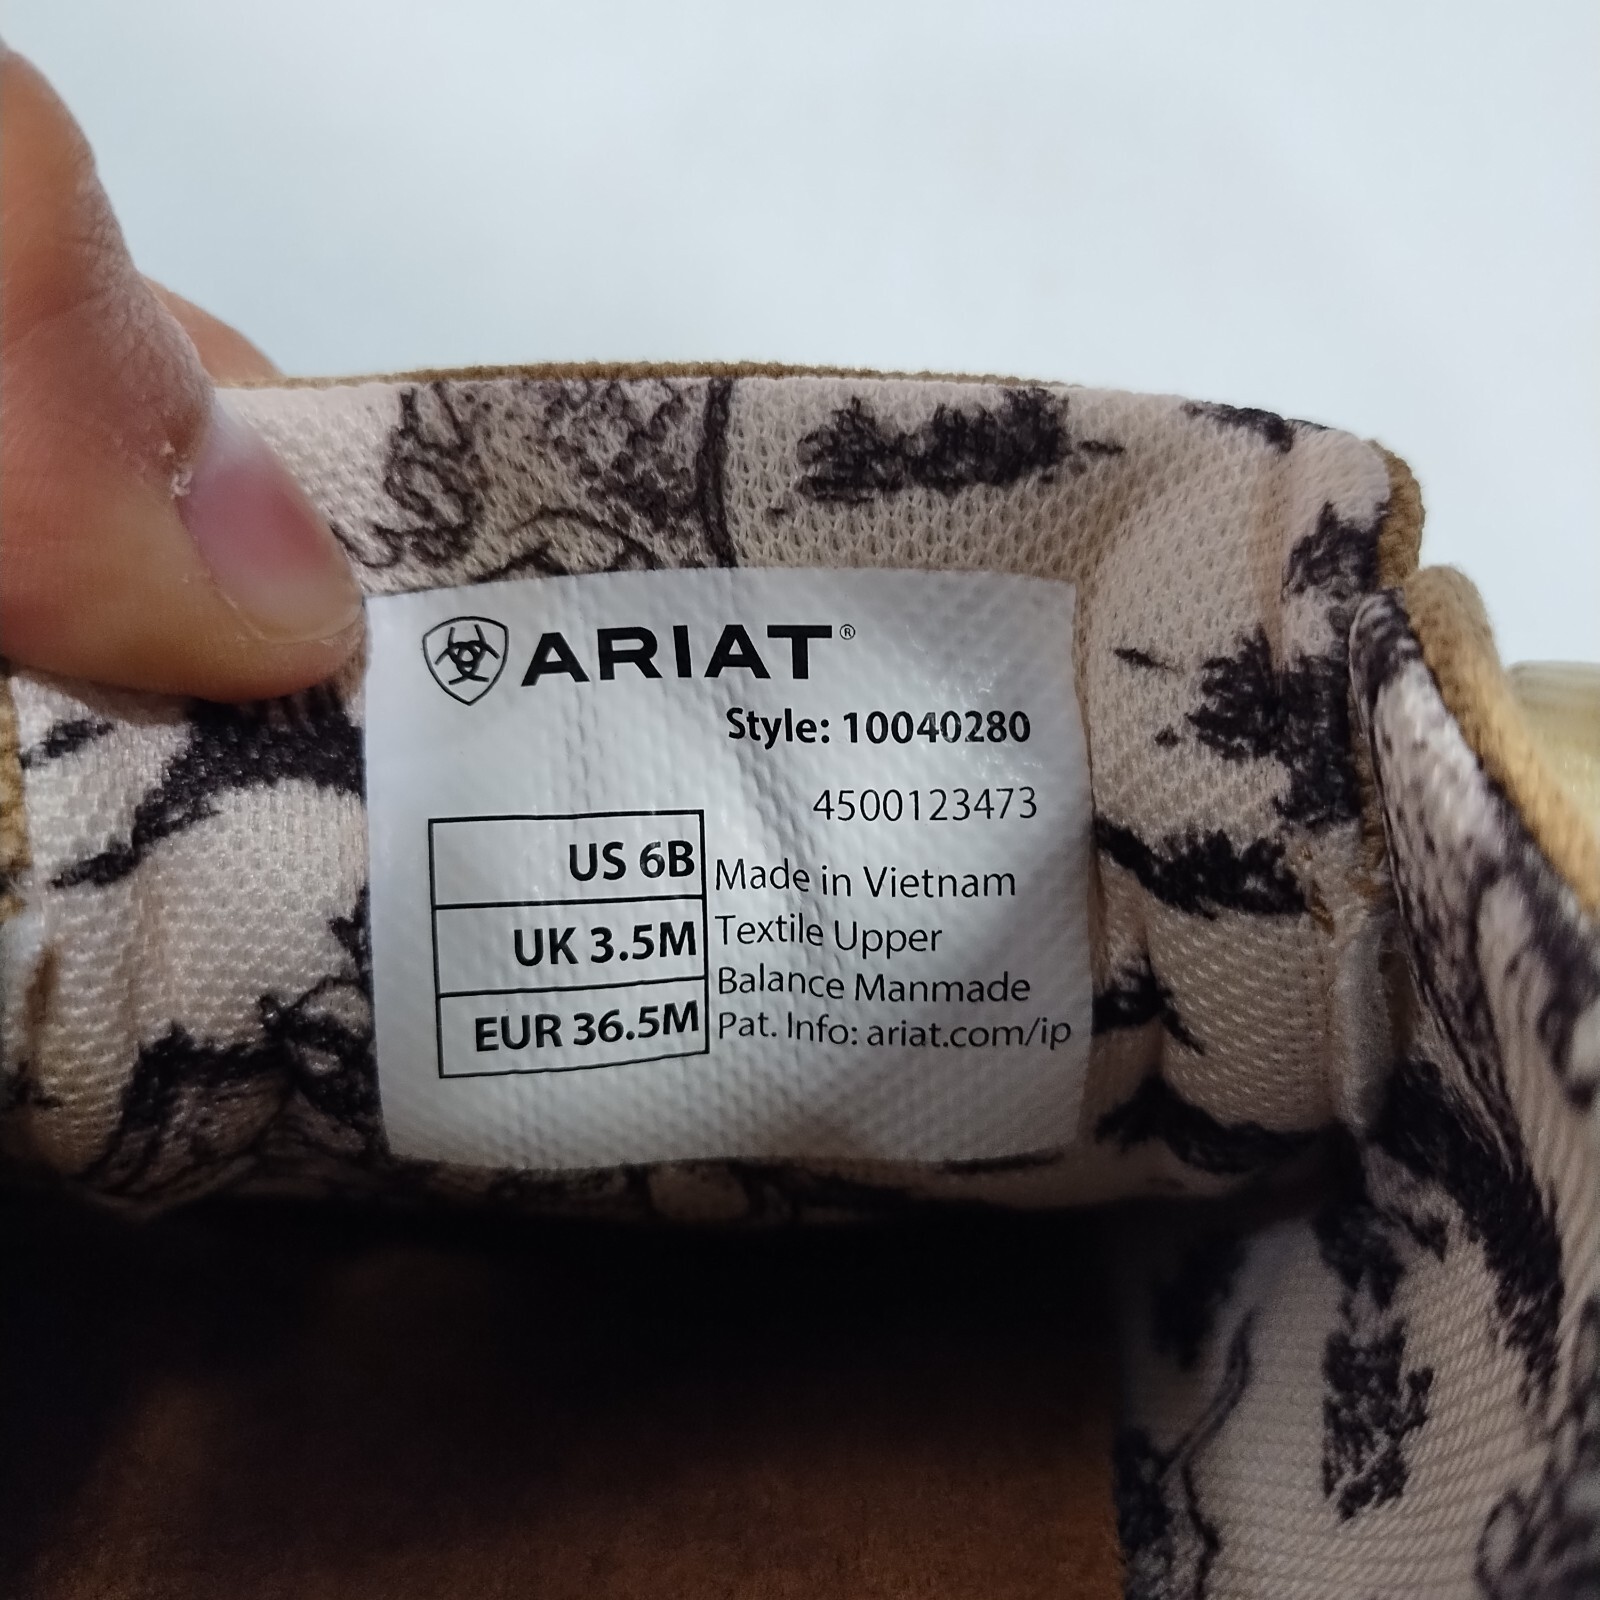 ARIAT®
Style: 10040280
4500123473
US 6B
UK 3.5M
EUR 36.5M
Made in Vietnam
Textile Upper
Balance Manmade
Pat. Info: ariat.com/ip